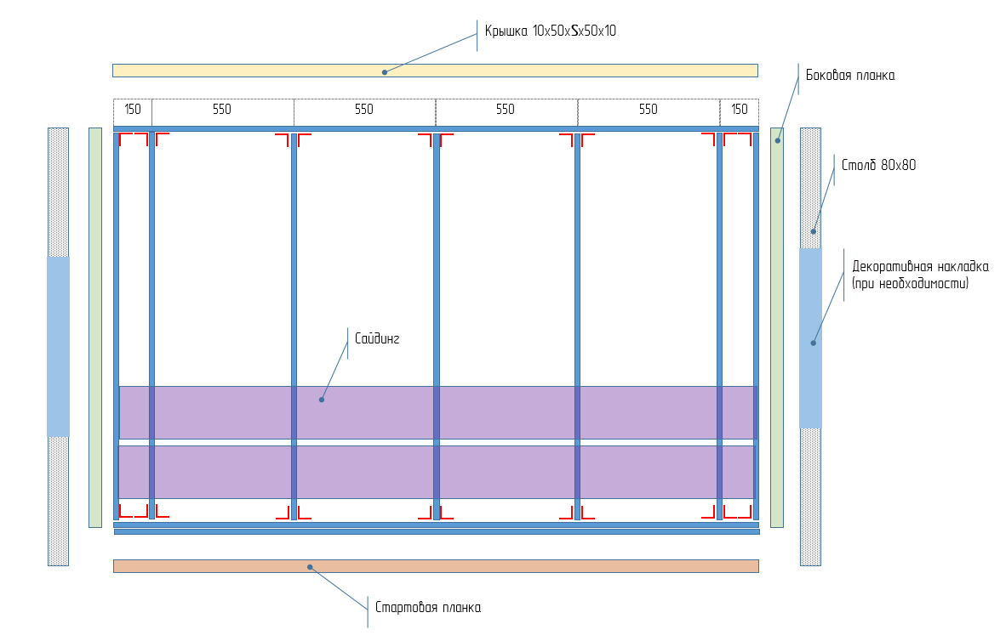 Крышка 10х50хSх50х10
Боковая планка
150 550 550 550 550 150
Столб 80х80
Декоративная накладка
(при необходимости)
Сайдинг
Стартовая планка